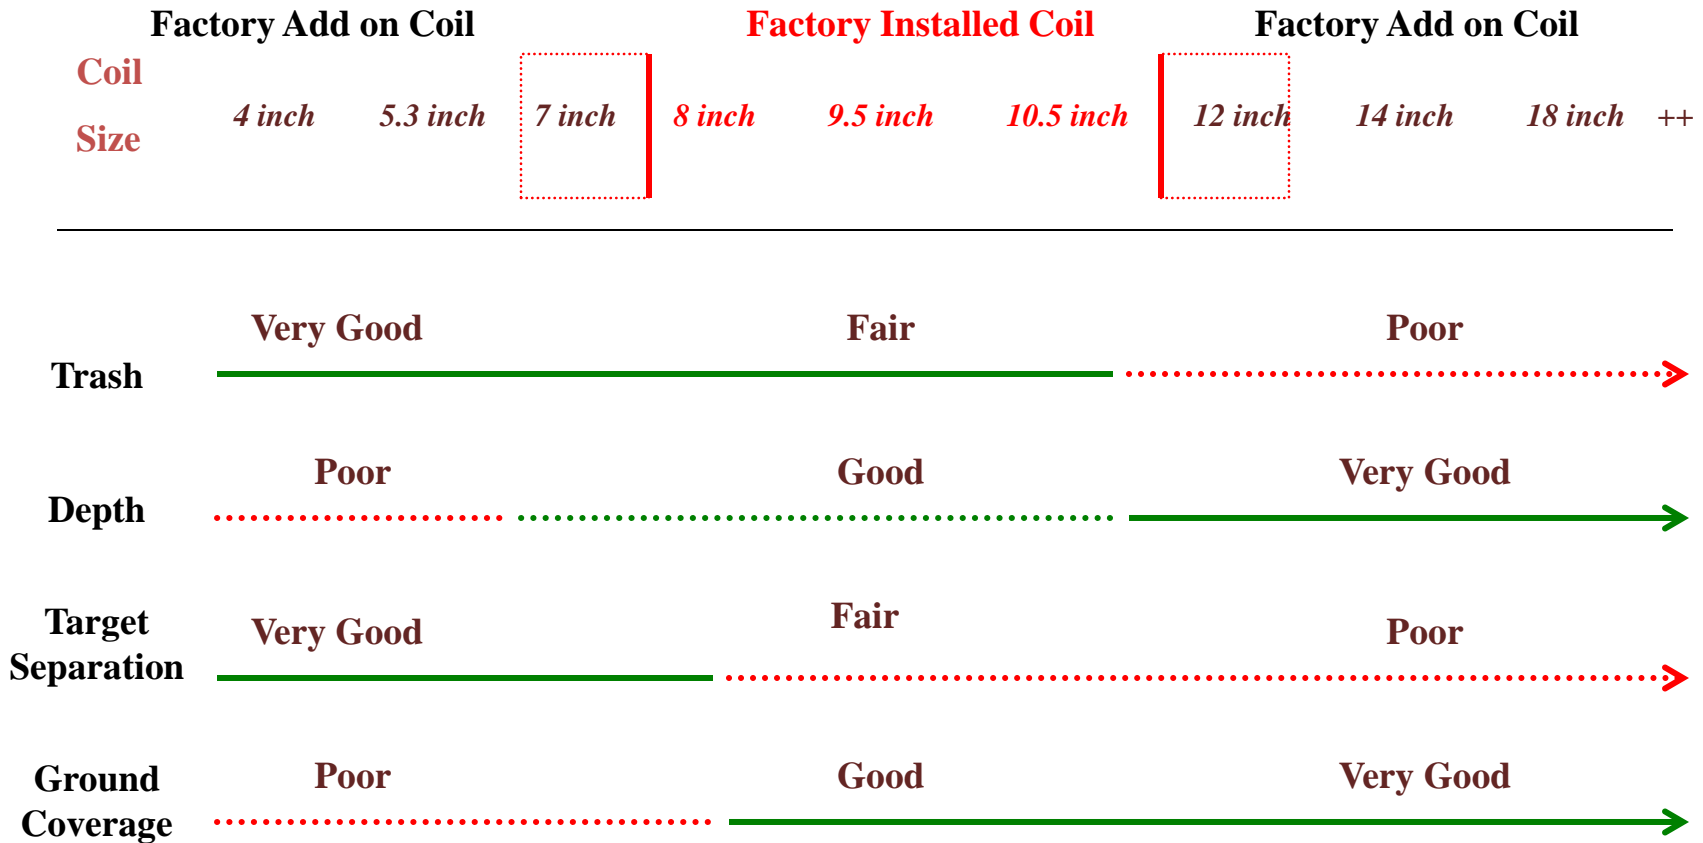 Factory Add on Coil Factory Installed Coil Factory Add on Coil
Coil
Size
4 inch 5.3 inch 7 inch 8 inch 9.5 inch 10.5 inch 12 inch 14 inch 18 inch ++
Very Good Fair Poor
Trash
Poor Good Very Good
Depth
Target
Separation
Very Good Fair Poor
Ground
Coverage
Poor Good Very Good